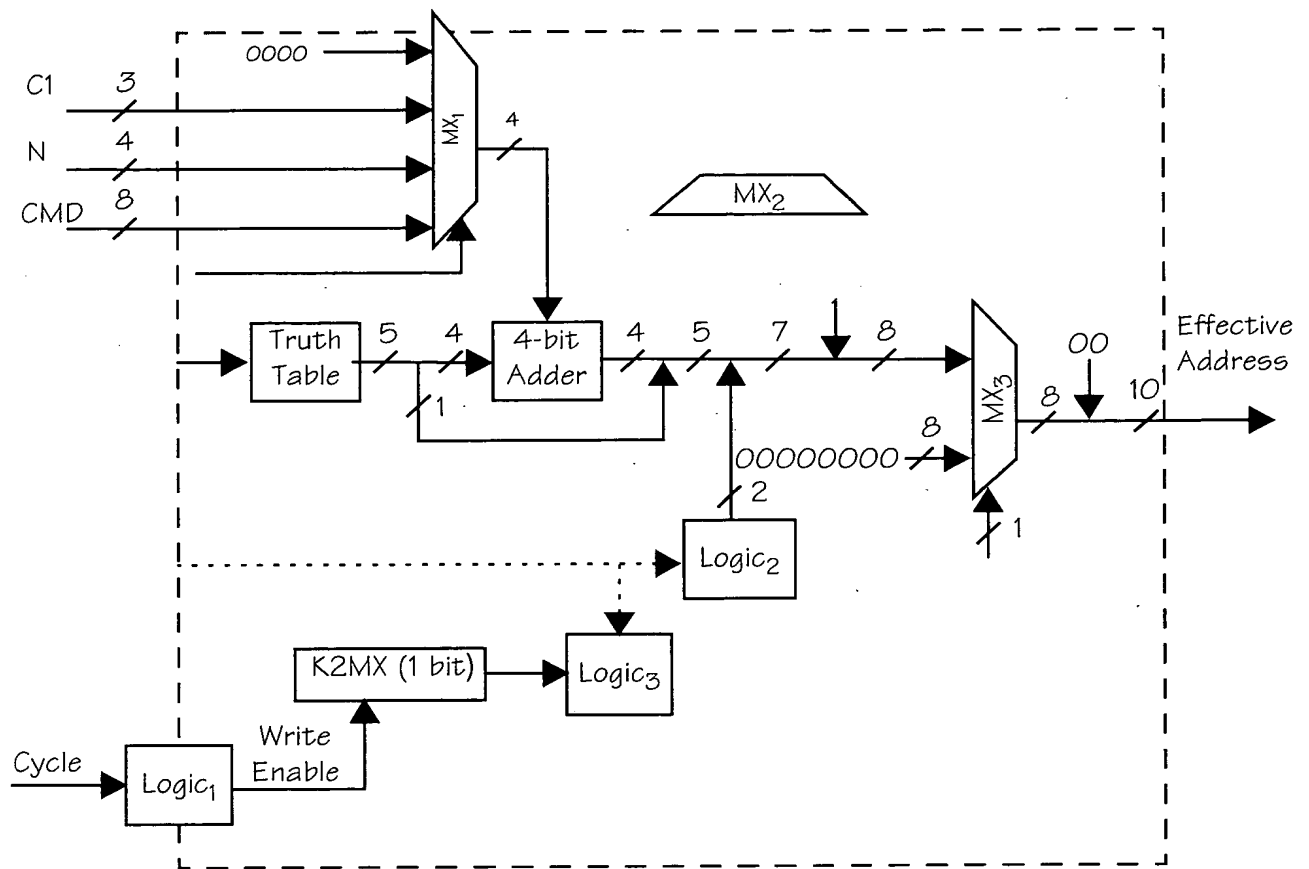 0000
C1
3
N
4
CMD
8
MX1
4
MX2
Truth
Table
5
4
1
4-bit
Adder
4
5
7
1
8
MX3
00
8
10
Effective
Address
00000000
8
2
1
Logic2
K2MX (1 bit)
Logic3
Cycle
Logic1
Write
Enable